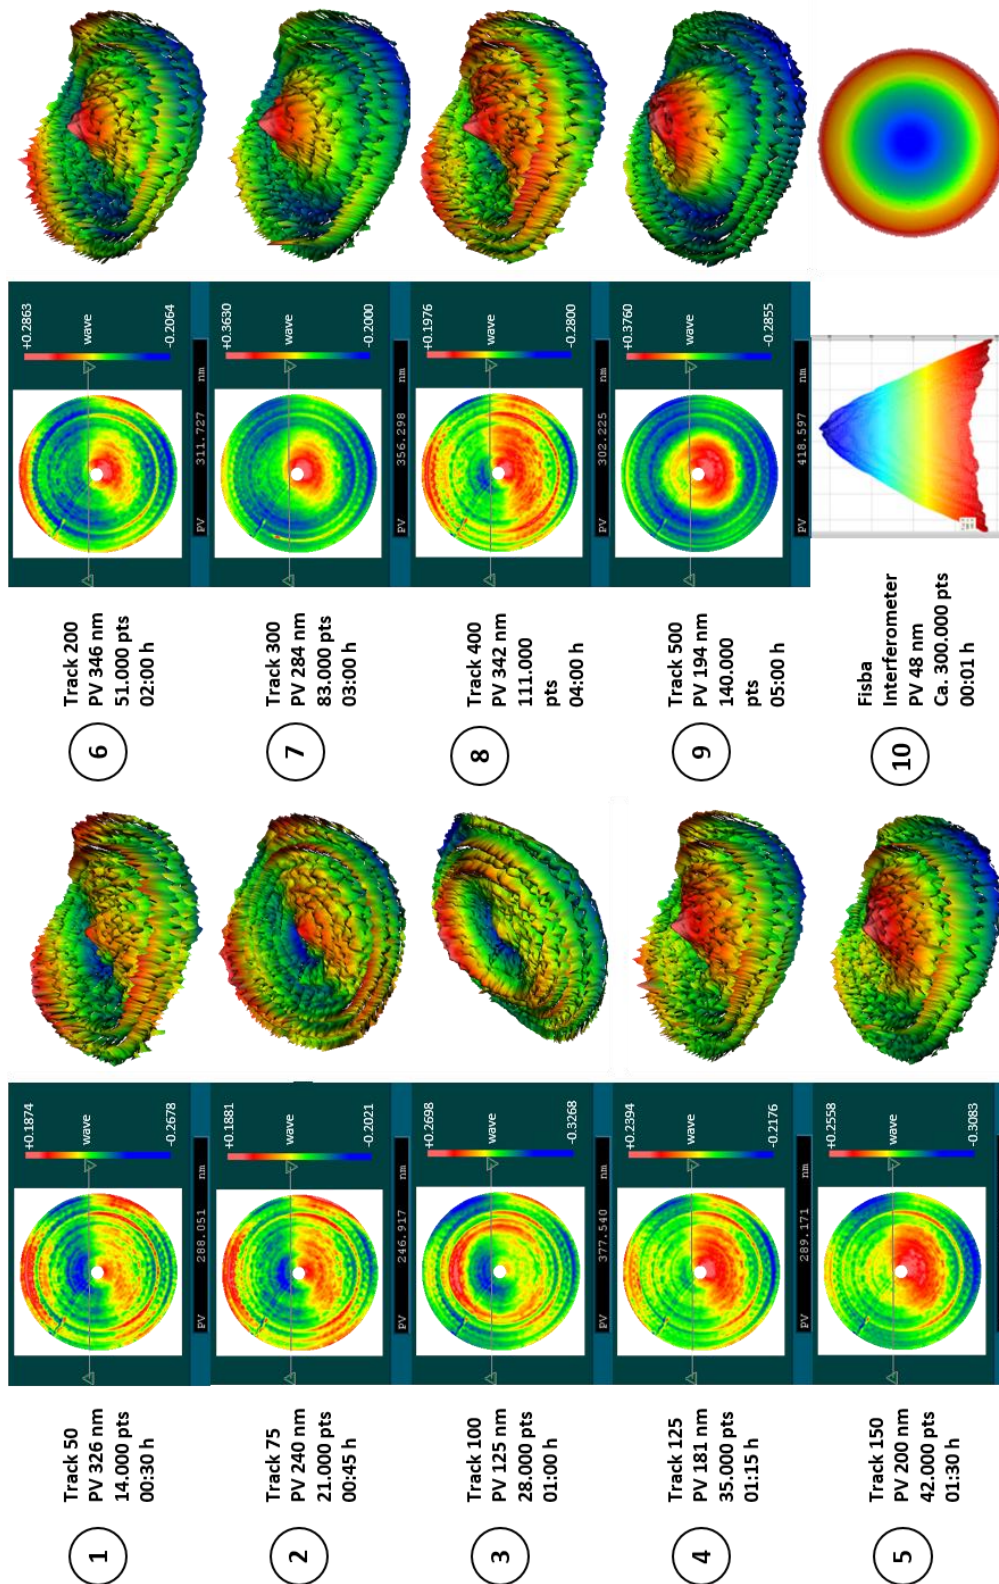 1
Track 50
PV 326 nm
14.000 pts
00:30 h
+0.1874
wave
-0.2678
PV 288.051 nm
2
Track 75
PV 240 nm
21.000 pts
00:45 h
+0.1881
wave
-0.2021
PV 246.917 nm
3
Track 100
PV 125 nm
28.000 pts
01:00 h
+0.2698
wave
-0.3268
PV 377.540 nm
4
Track 125
PV 181 nm
35.000 pts
01:15 h
+0.2394
wave
-0.2176
PV 289.171 nm
5
Track 150
PV 200 nm
42.000 pts
01:30 h
+0.2558
wave
-0.3083
6
Track 200
PV 346 nm
51.000 pts
02:00 h
+0.2863
wave
-0.2064
PV 311.727 nm
7
Track 300
PV 284 nm
83.000 pts
03:00 h
+0.3630
wave
-0.2000
PV 356.298 nm
8
Track 400
PV 342 nm
111.000
pts
04:00 h
+0.1976
wave
-0.2800
PV 302.225 nm
9
Track 500
PV 194 nm
140.000
pts
05:00 h
+0.3760
wave
-0.2855
PV 418.597 nm
10
Fisba
Interferometer
PV 48 nm
Ca. 300.000 pts
00:01 h